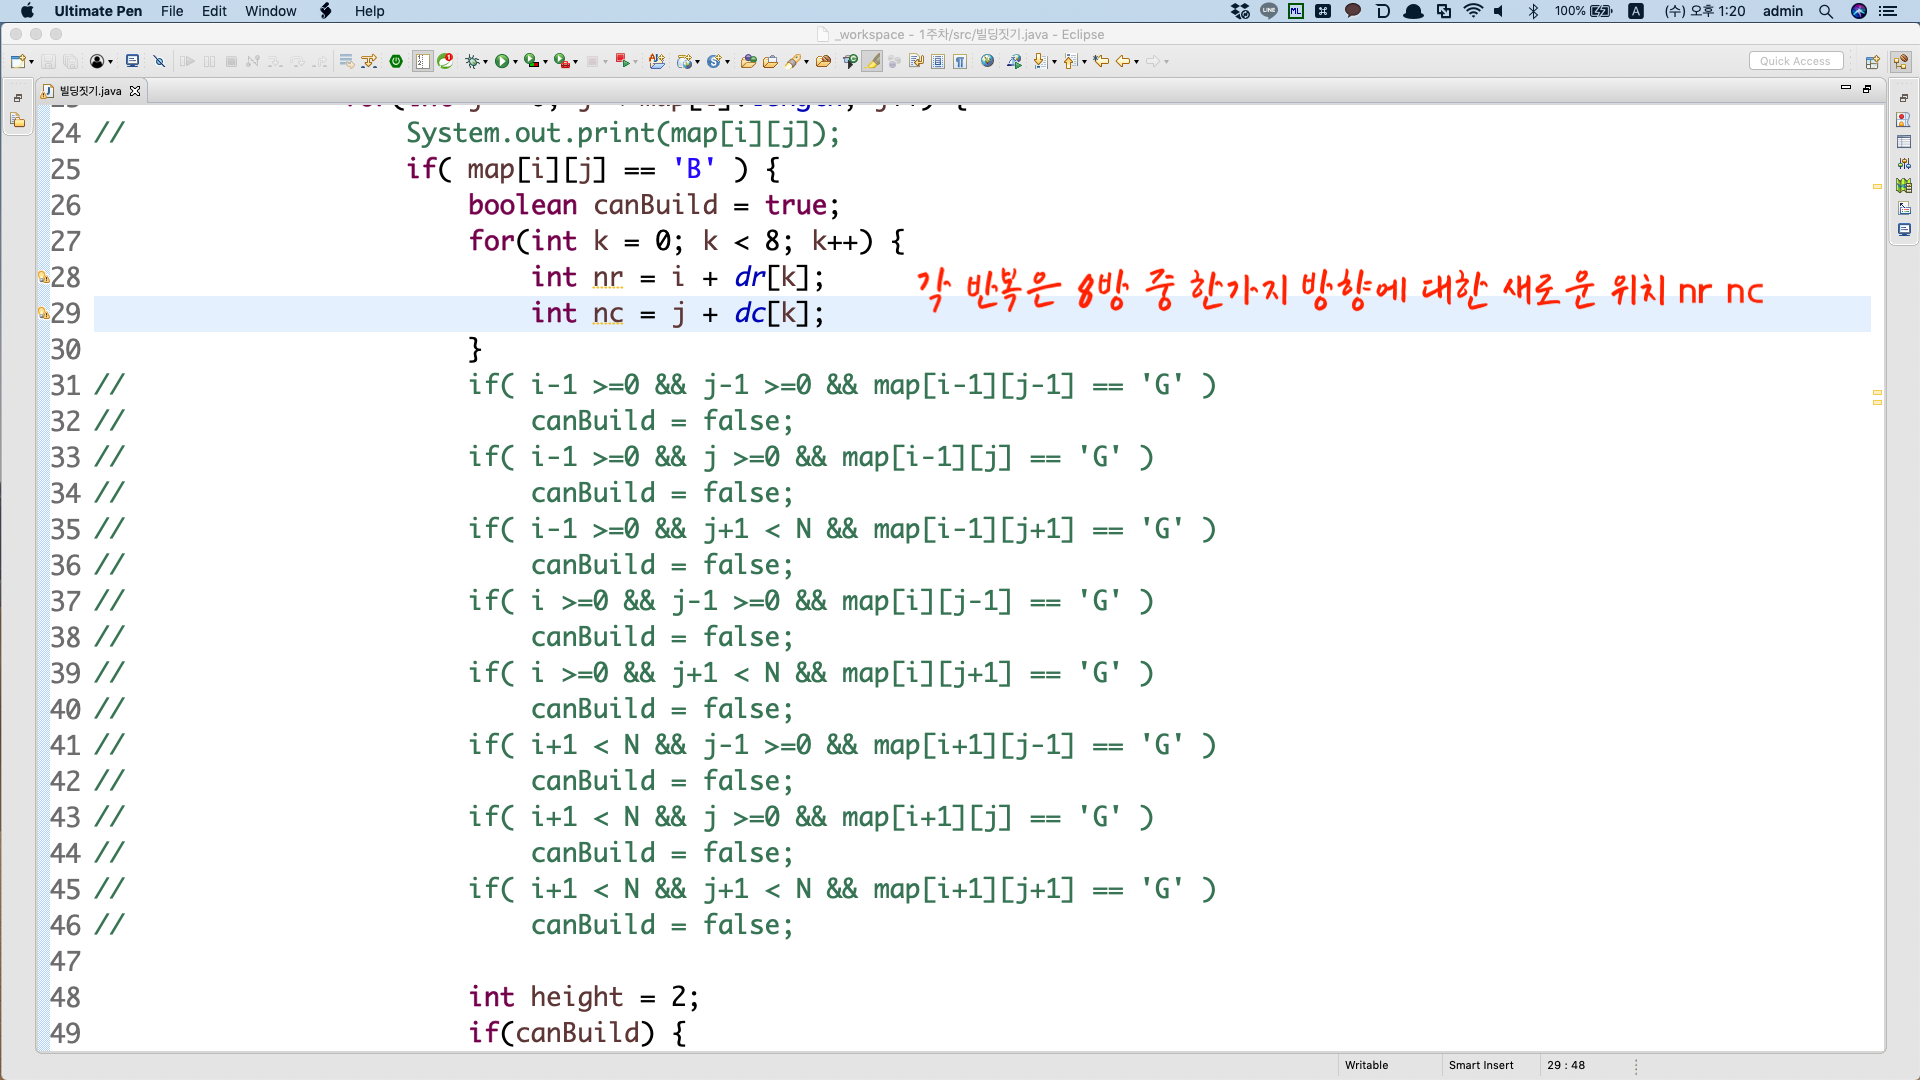 Ultimate Pen File Edit Window Help 100% A (수) 오후 1:20 admin
_workspace - 1주차/src/빌딩짓기.java - Eclipse
Quick Access
빌딩짓기.java
24 // System.out.print(map[i][j]);
25 if( map[i][j] == 'B' ) {
26 boolean canBuild = true;
27 for(int k = 0; k < 8; k++) {
28 int nr = i + dr[k];
각 반복은 8방 중 한가지 방향에 대한 새로운 위치 nr nc
29 int nc = j + dc[k];
30 }
31 // if( i-1 >=0 && j-1 >=0 && map[i-1][j-1] == 'G' )
32 // canBuild = false;
33 // if( i-1 >=0 && j >=0 && map[i-1][j] == 'G' )
34 // canBuild = false;
35 // if( i-1 >=0 && j+1 < N && map[i-1][j+1] == 'G' )
36 // canBuild = false;
37 // if( i >=0 && j-1 >=0 && map[i][j-1] == 'G' )
38 // canBuild = false;
39 // if( i >=0 && j+1 < N && map[i][j+1] == 'G' )
40 // canBuild = false;
41 // if( i+1 < N && j-1 >=0 && map[i+1][j-1] == 'G' )
42 // canBuild = false;
43 // if( i+1 < N && j >=0 && map[i+1][j] == 'G' )
44 // canBuild = false;
45 // if( i+1 < N && j+1 < N && map[i+1][j+1] == 'G' )
46 // canBuild = false;
47
48 int height = 2;
49 if(canBuild) {
Writable Smart Insert 29 : 48